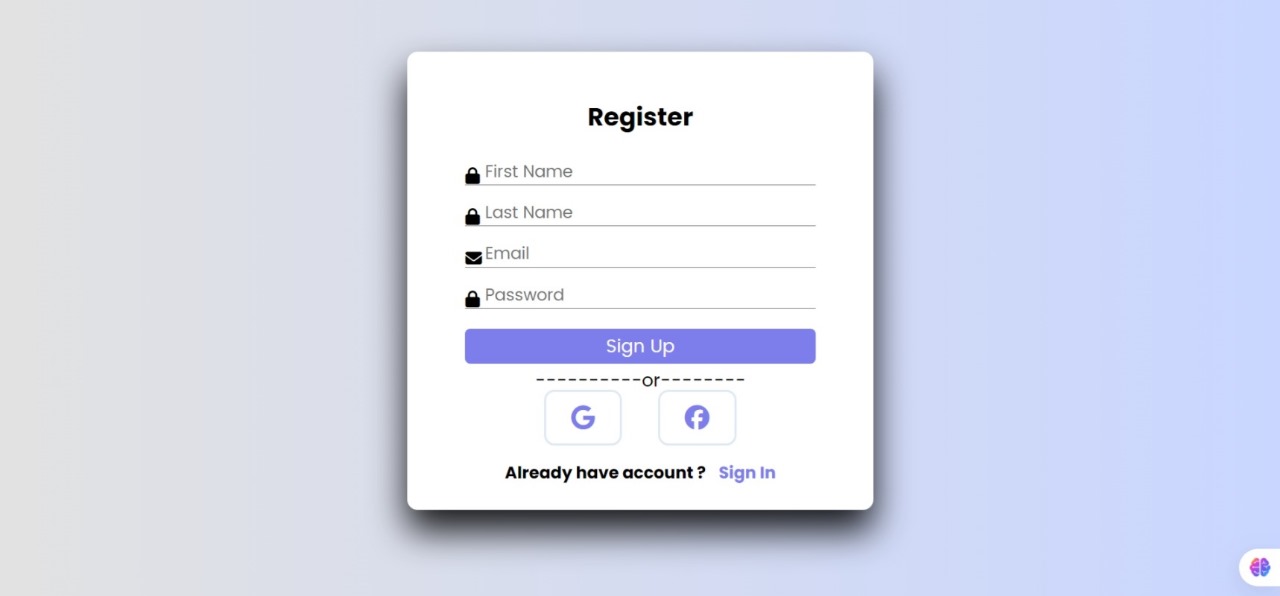 Register
First Name
Last Name
Email
Password
Sign Up
----------or--------
Already have account ? Sign In